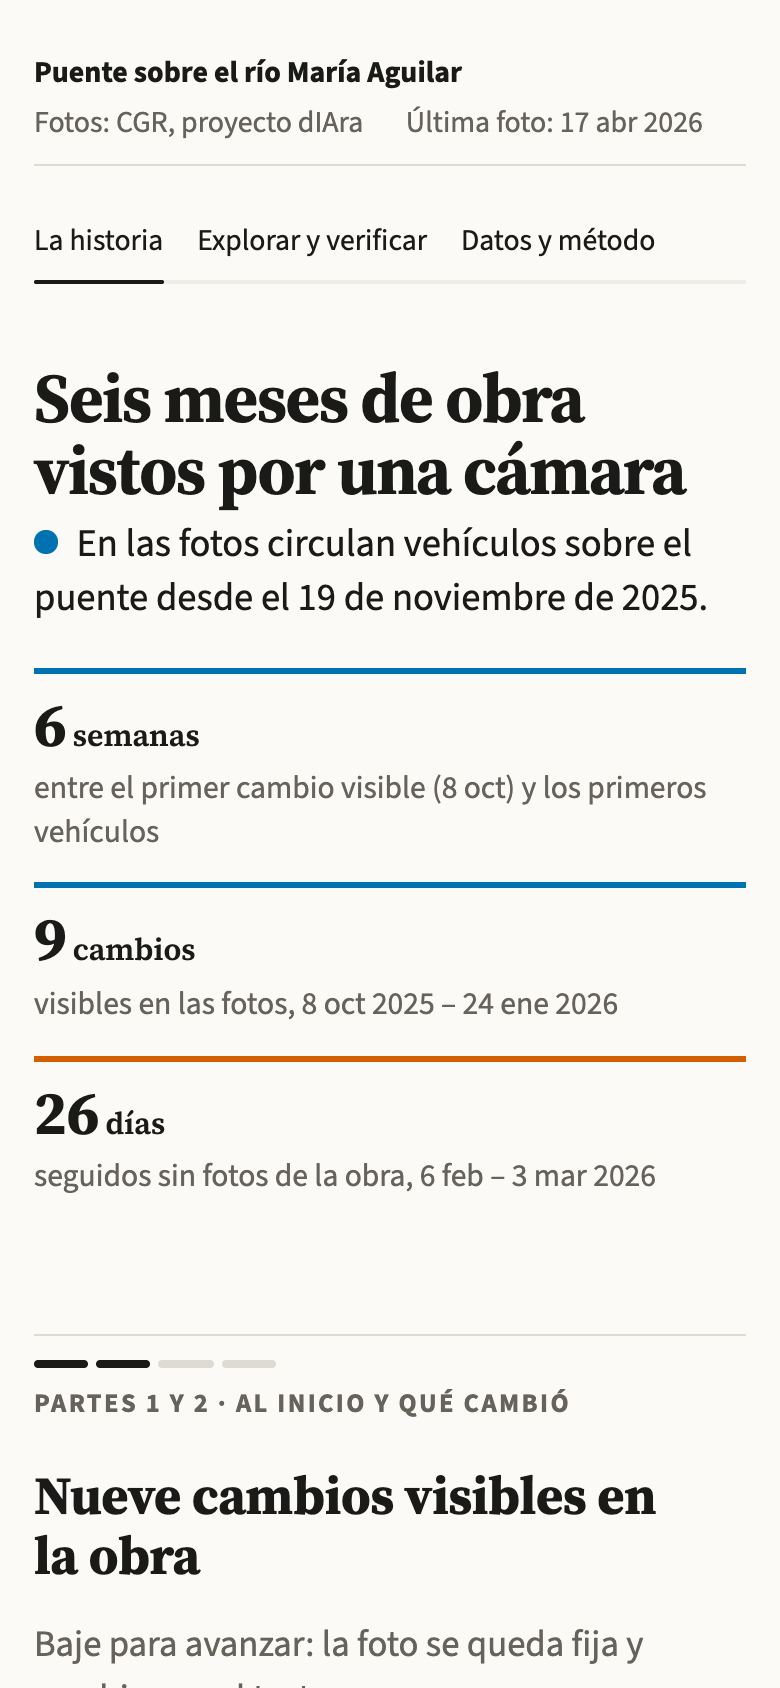 Puente sobre el río María Aguilar
Fotos: CGR, proyecto dIAra Última foto: 17 abr 2026
La historia Explorar y verificar Datos y método
Seis meses de obra
vistos por una cámara
En las fotos circulan vehículos sobre el
puente desde el 19 de noviembre de 2025.
6 semanas
entre el primer cambio visible (8 oct) y los primeros
vehículos
9 cambios
visibles en las fotos, 8 oct 2025 – 24 ene 2026
26 días
seguidos sin fotos de la obra, 6 feb – 3 mar 2026
PARTES 1 Y 2 · AL INICIO Y QUÉ CAMBIÓ
Nueve cambios visibles en
la obra
Baje para avanzar: la foto se queda fija y